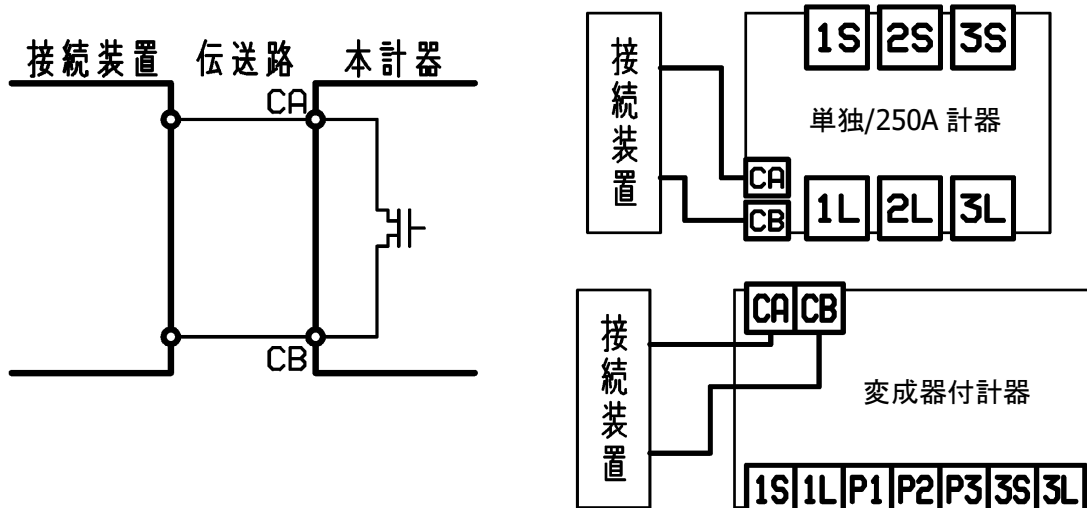 接続装置 伝送路 本計器
CA
CB
接続装置
1S 2S 3S
単独/250A 計器
CA
CB
1L 2L 3L
接続装置
CA CB
変成器付計器
1S 1L P1 P2 P3 3S 3L